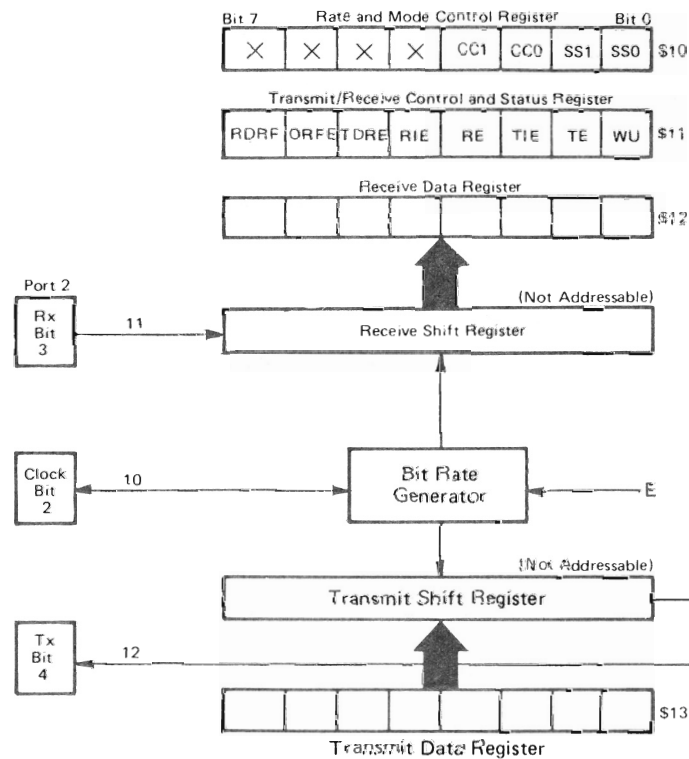 Bit 7 Rate and Mode Control Register Bit 0
X X X X CC1 CC0 SS1 SS0 $10
Transmit/Receive Control and Status Register
RDRF ORFE TDRE RIE RE TIE TE WU $11
Receive Data Register
$12
Port 2
(Not Addressable)
Rx
Bit
3
11
Receive Shift Register
Clock
Bit
2
10
Bit Rate
Generator
E
(Not Addressable)
Transmit Shift Register
Tx
Bit
4
12
$13
Transmit Data Register